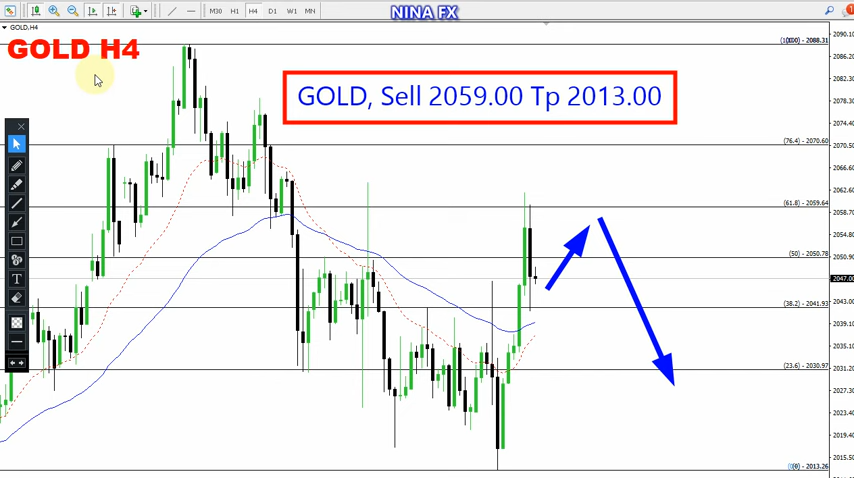 M30 H1 H4 D1 W1 MN
NINA FX
GOLD,H4
GOLD H4
GOLD, Sell 2059.00 Tp 2013.00
2088.31
(76.4) - 2070.60
(61.8) - 2059.64
(50) - 2050.78
(38.2) - 2041.93
(23.6) - 2030.97
(0) - 2013.26
2090.10
2086.20
2082.30
2078.30
2074.40
2070.50
2066.60
2062.60
2058.70
2054.80
2050.90
2047.00
2043.00
2039.10
2035.10
2031.20
2027.30
2023.40
2019.40
2015.50
T